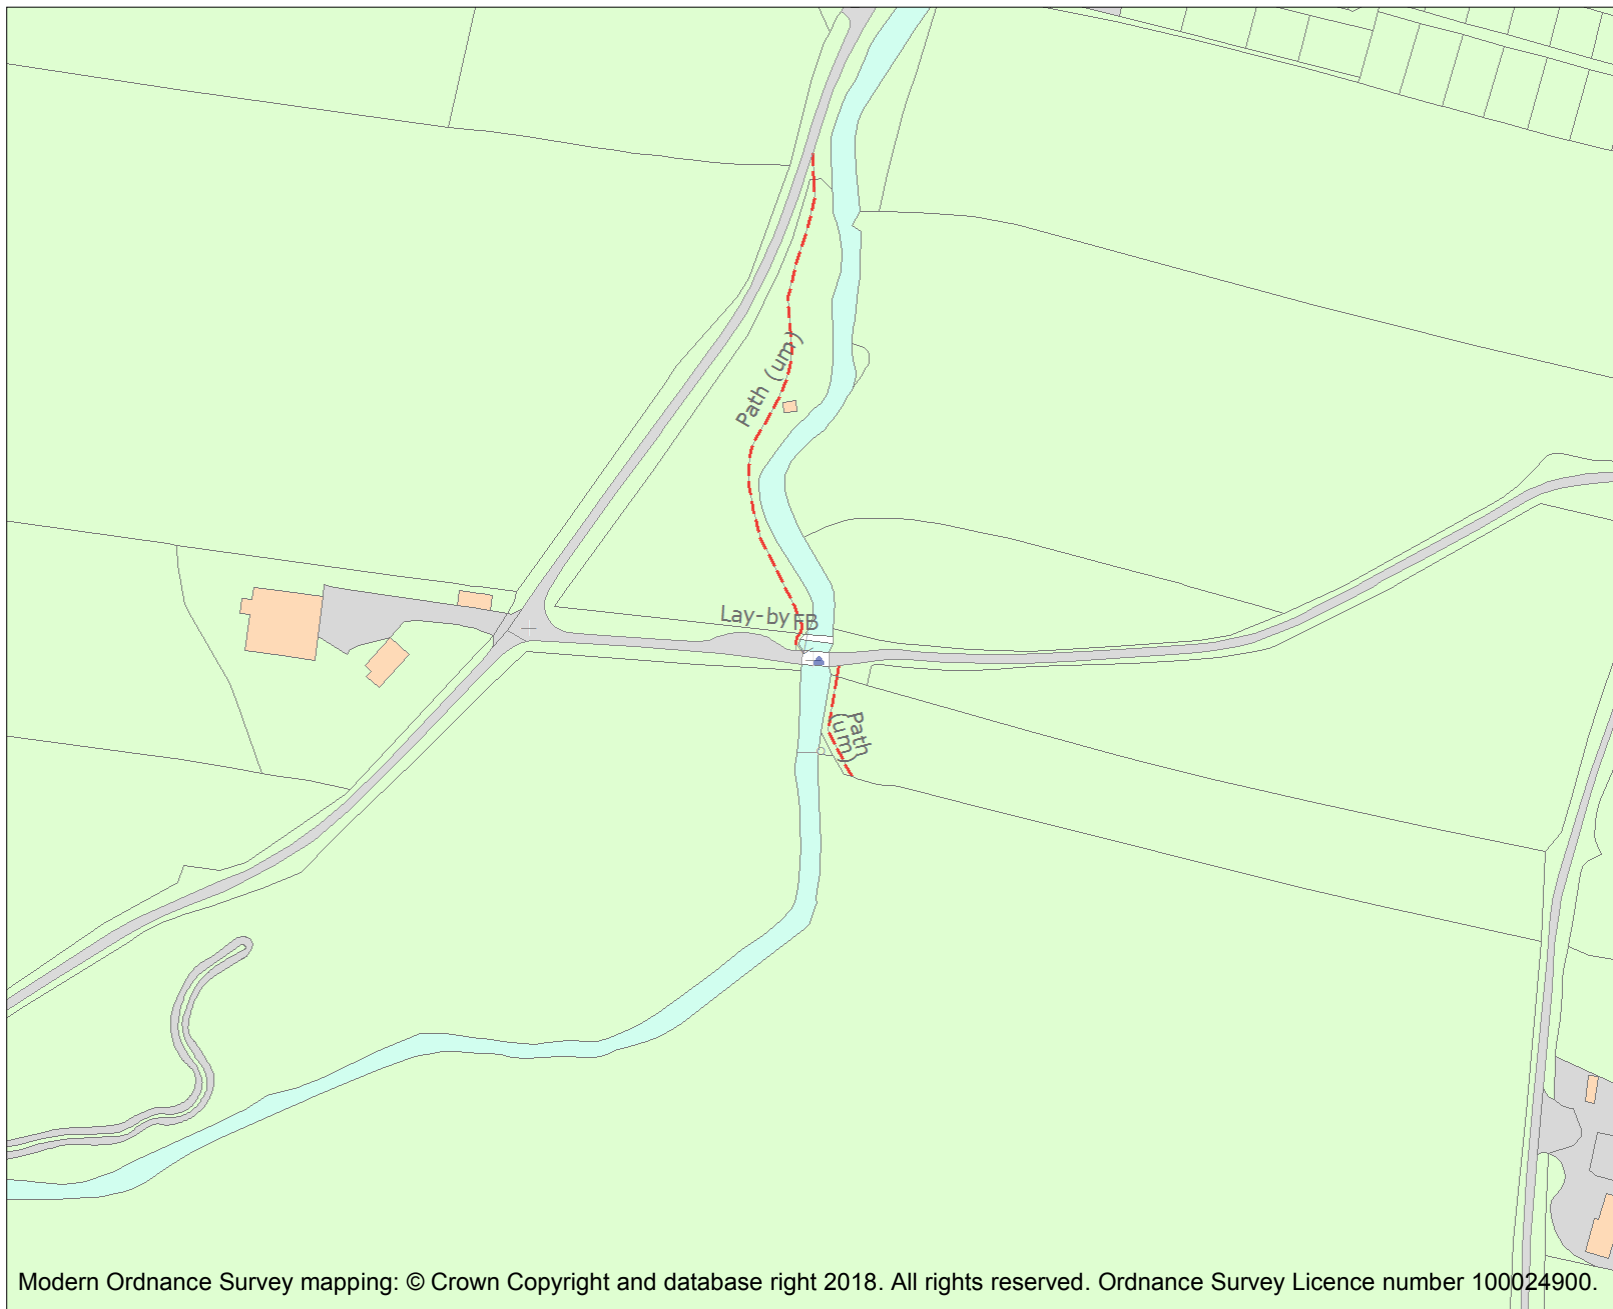 Path (um)
Lay-by FB
Path
(um)
Modern Ordnance Survey mapping: © Crown Copyright and database right 2018. All rights reserved. Ordnance Survey Licence number 100024900.